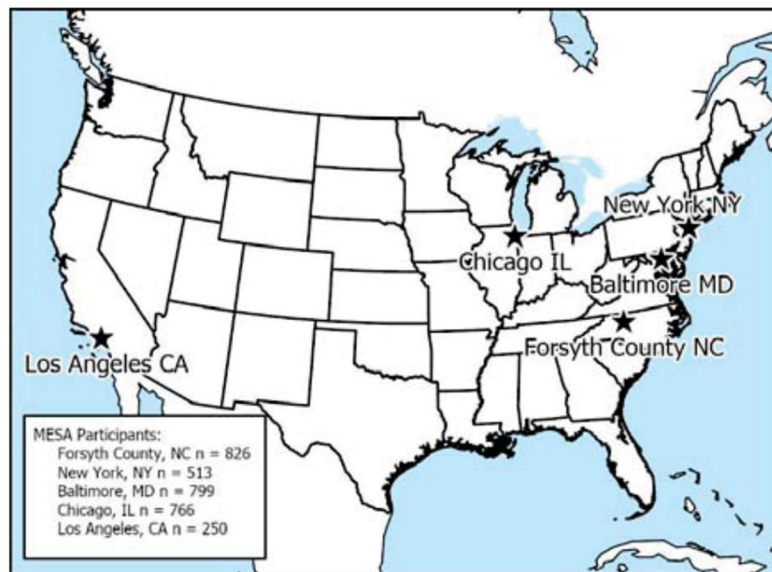 New York NY
Chicago IL
Baltimore MD
Forsyth County NC
Los Angeles CA
MESA Participants:
Forsyth County, NC n = 826
New York, NY n = 513
Baltimore, MD n = 799
Chicago, IL n = 766
Los Angeles, CA n = 250